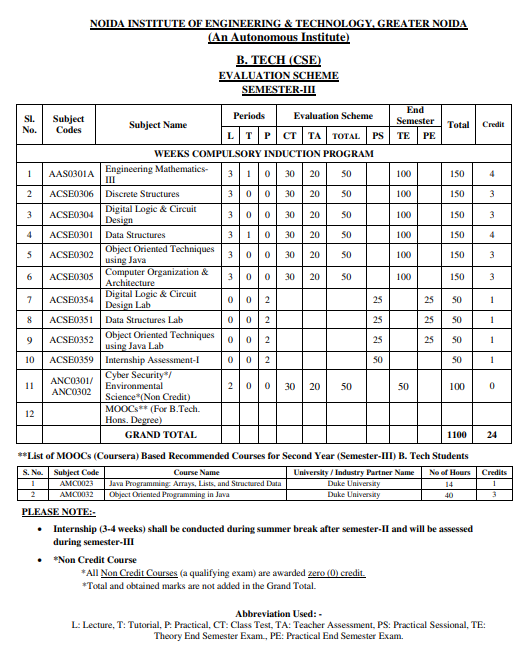 NOIDA INSTITUTE OF ENGINEERING & TECHNOLOGY, GREATER NOIDA
(An Autonomous Institute)
B. TECH (CSE)
EVALUATION SCHEME
SEMESTER-III
Sl. No. Subject Codes Subject Name Periods Evaluation Scheme End Semester Total Credit
L T P CT TA TOTAL PS TE PE
WEEKS COMPULSORY INDUCTION PROGRAM
1 AAS0301A Engineering Mathematics-III 3 1 0 30 20 50 100 150 4
2 ACSE0306 Discrete Structures 3 0 0 30 20 50 100 150 3
3 ACSE0304 Digital Logic & Circuit Design 3 0 0 30 20 50 100 150 3
4 ACSE0301 Data Structures 3 1 0 30 20 50 100 150 4
5 ACSE0302 Object Oriented Techniques using Java 3 0 0 30 20 50 100 150 3
6 ACSE0305 Computer Organization & Architecture 3 0 0 30 20 50 100 150 3
7 ACSE0354 Digital Logic & Circuit Design Lab 0 0 2 25 25 50 1
8 ACSE0351 Data Structures Lab 0 0 2 25 25 50 1
9 ACSE0352 Object Oriented Techniques using Java Lab 0 0 2 25 25 50 1
10 ACSE0359 Internship Assessment-I 0 0 2 50 50 1
11 ANC0301/ ANC0302 Cyber Security*/ Environmental Science*(Non Credit) 2 0 0 30 20 50 50 100 0
12 MOOCs** (For B.Tech. Hons. Degree)
GRAND TOTAL 1100 24
**List of MOOCs (Coursera) Based Recommended Courses for Second Year (Semester-III) B. Tech Students
S. No. Subject Code Course Name University / Industry Partner Name No of Hours Credits
1 AMC0023 Java Programming: Arrays, Lists, and Structured Data Duke University 14 1
2 AMC0032 Object Oriented Programming in Java Duke University 40 3
PLEASE NOTE:-
• Internship (3-4 weeks) shall be conducted during summer break after semester-II and will be assessed
during semester-III
• *Non Credit Course
*All Non Credit Courses (a qualifying exam) are awarded zero (0) credit.
*Total and obtained marks are not added in the Grand Total.
Abbreviation Used: -
L: Lecture, T: Tutorial, P: Practical, CT: Class Test, TA: Teacher Assessment, PS: Practical Sessional, TE:
Theory End Semester Exam., PE: Practical End Semester Exam.